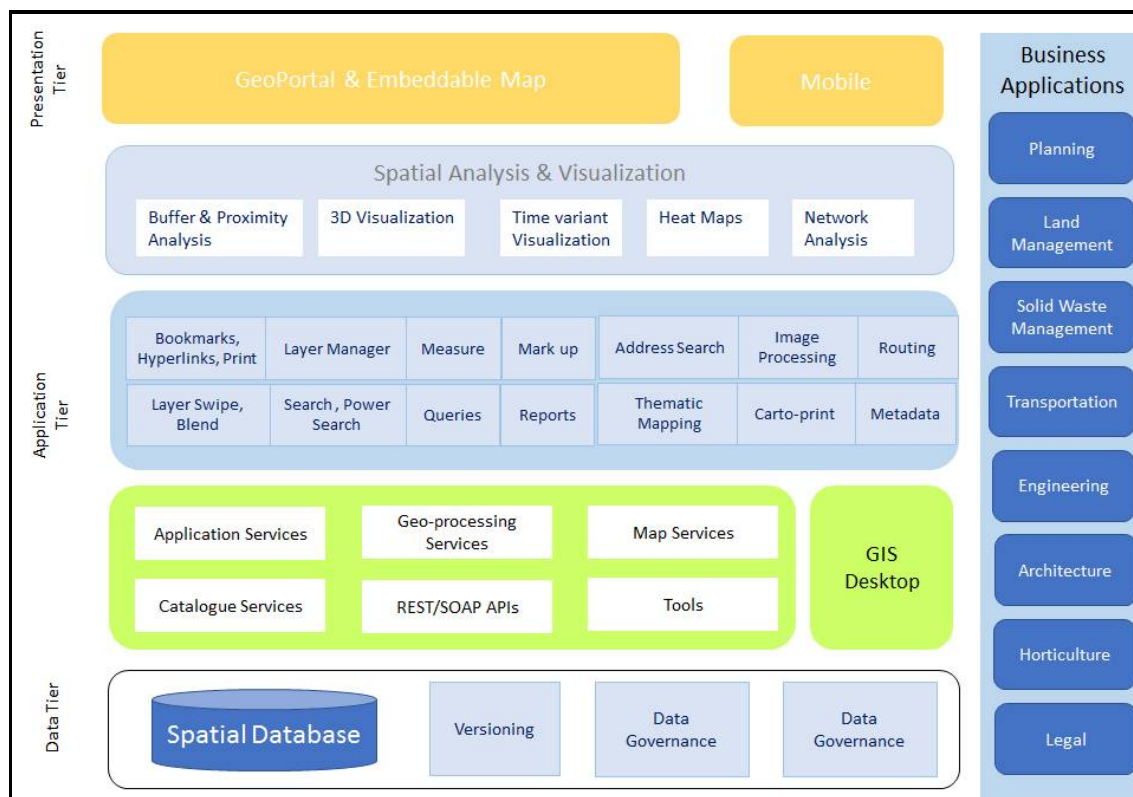 Presentation
Tier
GeoPortal & Embeddable Map
Mobile
Spatial Analysis & Visualization
Buffer & Proximity
Analysis
3D Visualization
Time variant
Visualization
Heat Maps
Network
Analysis
Application
Tier
Bookmarks,
Hyperlinks, Print
Layer Manager
Measure
Mark up
Address Search
Image
Processing
Routing
Layer Swipe,
Blend
Search , Power
Search
Queries
Reports
Thematic
Mapping
Carto-print
Metadata
Application Services
Geo-processing
Services
Map Services
Catalogue Services
REST/SOAP APIs
Tools
GIS
Desktop
Data Tier
Spatial Database
Versioning
Data
Governance
Data
Governance
Business
Applications
Planning
Land
Management
Solid Waste
Management
Transportation
Engineering
Architecture
Horticulture
Legal